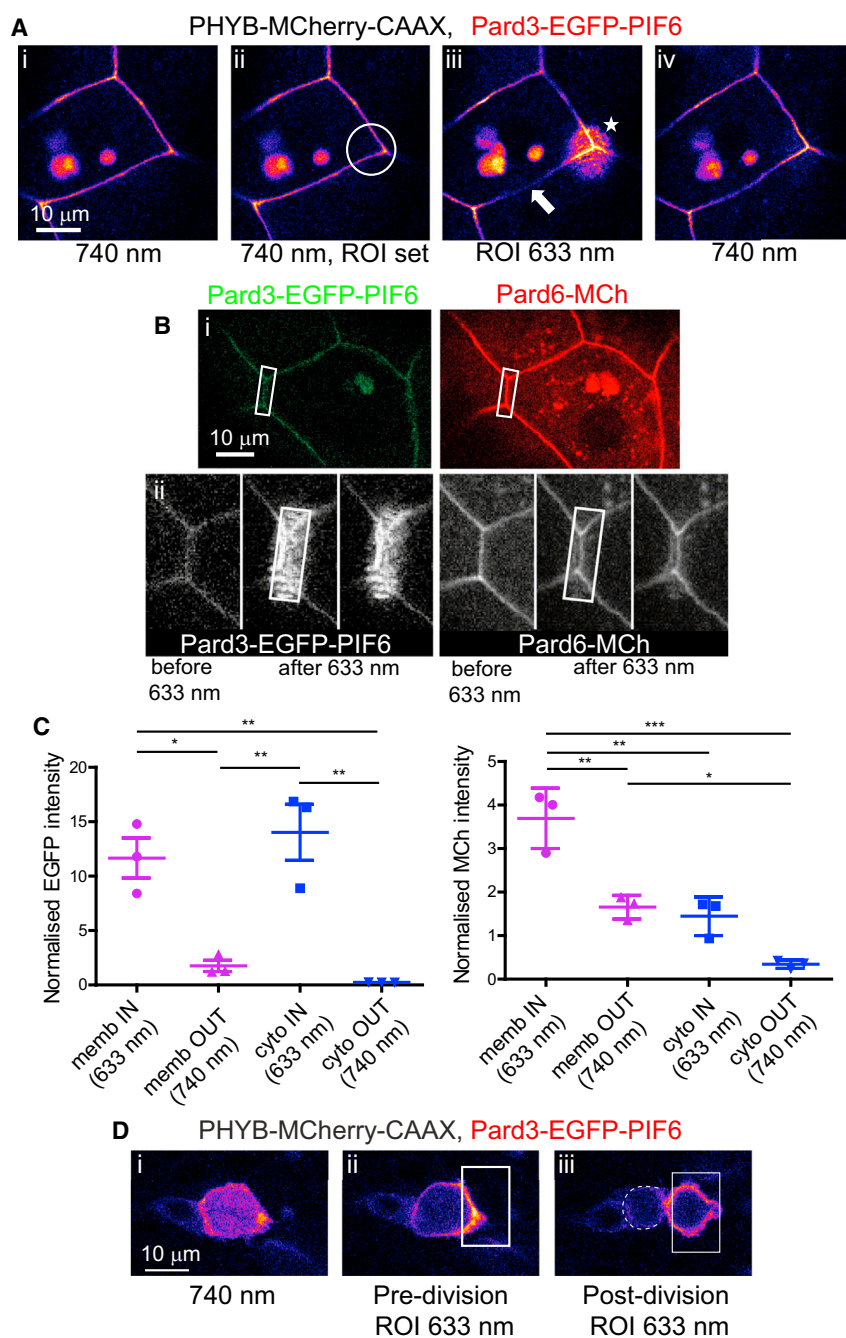 A
PHYB-MCherry-CAAX, Pard3-EGFP-PIF6
i ii iii iv
10 μm
740 nm 740 nm, ROI set ROI 633 nm 740 nm
Pard3-EGFP-PIF6 Pard6-MCh
B
i
10 μm
ii
Pard3-EGFP-PIF6 Pard6-MCh
before 633 nm after 633 nm before 633 nm after 633 nm
C
** 
* ** **
Normalised EGFP intensity
20
15
10
5
0
memb IN (633 nm)
memb OUT (740 nm)
cyto IN (633 nm)
cyto OUT (740 nm)
***
**
** *
Normalised MCh intensity
5
4
3
2
1
0
memb IN (633 nm)
memb OUT (740 nm)
cyto IN (633 nm)
cyto OUT (740 nm)
PHYB-MCherry-CAAX, Pard3-EGFP-PIF6
D
i ii iii
10 μm
740 nm Pre-division ROI 633 nm Post-division ROI 633 nm